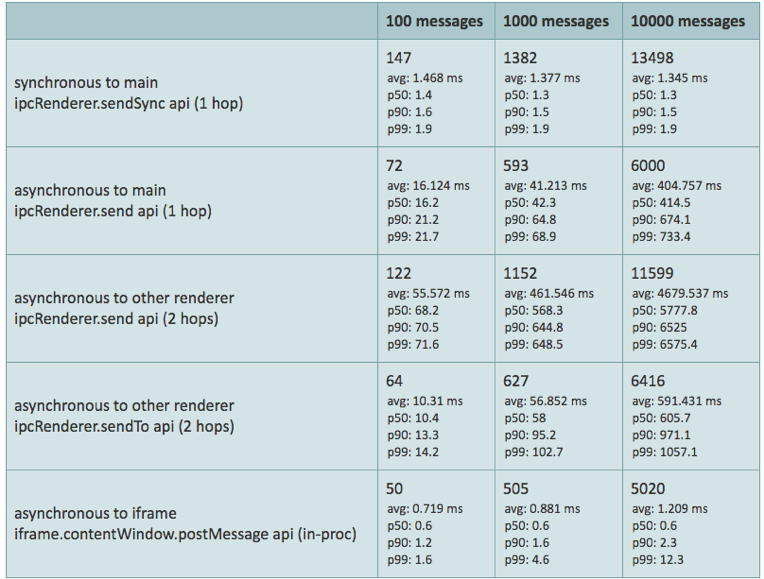 100 messages 1000 messages 10000 messages
synchronous to main
ipcRenderer.sendSync api (1 hop)
147
avg: 1.468 ms
p50: 1.4
p90: 1.6
p99: 1.9
1382
avg: 1.377 ms
p50: 1.3
p90: 1.5
p99: 1.9
13498
avg: 1.345 ms
p50: 1.3
p90: 1.5
p99: 1.9
asynchronous to main
ipcRenderer.send api (1 hop)
72
avg: 16.124 ms
p50: 16.2
p90: 21.2
p99: 21.7
593
avg: 41.213 ms
p50: 42.3
p90: 64.8
p99: 68.9
6000
avg: 404.757 ms
p50: 414.5
p90: 674.1
p99: 733.4
asynchronous to other renderer
ipcRenderer.send api (2 hops)
122
avg: 55.572 ms
p50: 68.2
p90: 70.5
p99: 71.6
1152
avg: 461.546 ms
p50: 568.3
p90: 644.8
p99: 648.5
11599
avg: 4679.537 ms
p50: 5777.8
p90: 6525
p99: 6575.4
asynchronous to other renderer
ipcRenderer.sendTo api (2 hops)
64
avg: 10.31 ms
p50: 10.4
p90: 13.3
p99: 14.2
627
avg: 56.852 ms
p50: 58
p90: 95.2
p99: 102.7
6416
avg: 591.431 ms
p50: 605.7
p90: 971.1
p99: 1057.1
asynchronous to iframe
iframe.contentWindow.postMessage api (in-proc)
50
avg: 0.719 ms
p50: 0.6
p90: 1.2
p99: 1.6
505
avg: 0.881 ms
p50: 0.6
p90: 1.6
p99: 4.6
5020
avg: 1.209 ms
p50: 0.6
p90: 2.3
p99: 12.3